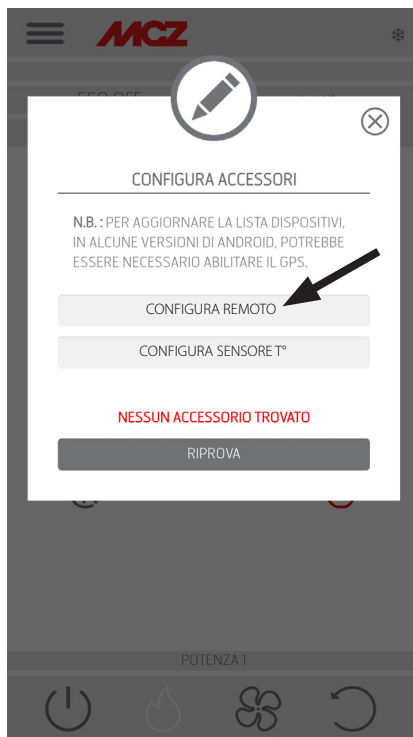 MCZ
CONFIGURA ACCESSORI
N.B. : PER AGGIORNARE LA LISTA DISPOSITIVI,
IN ALCUNE VERSIONI DI ANDROID, POTREBBE
ESSERE NECESSARIO ABILITARE IL GPS.
CONFIGURA REMOTO
CONFIGURA SENSORE T°
NESSUN ACCESSORIO TROVATO
RIPROVA
POTENZA 1